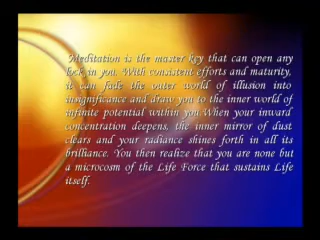 "Meditation is the master key that can open any
lock in you. With consistent efforts and maturity,
it can fade the outer world of illusion into
insignificance and draw you to the inner world of
infinite potential within you When your inward
concentration deepens, the inner mirror of dust
clears and your radiance shines forth in all its
brilliance. You then realize that you are none but
a microcosm of the Life Force that sustains Life
itself.